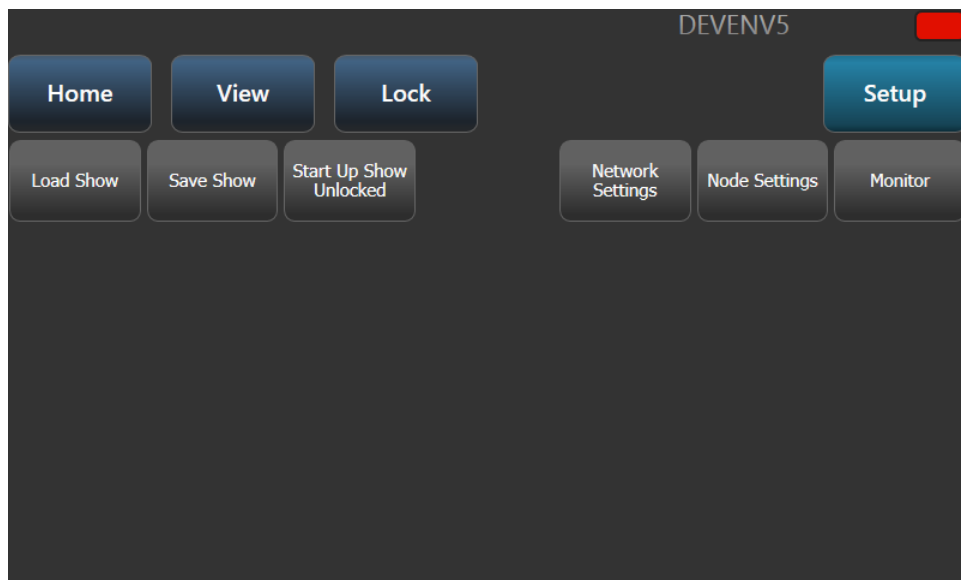 DEVENV5
Home
View
Lock
Setup
Load Show
Save Show
Start Up Show
Unlocked
Network
Settings
Node Settings
Monitor